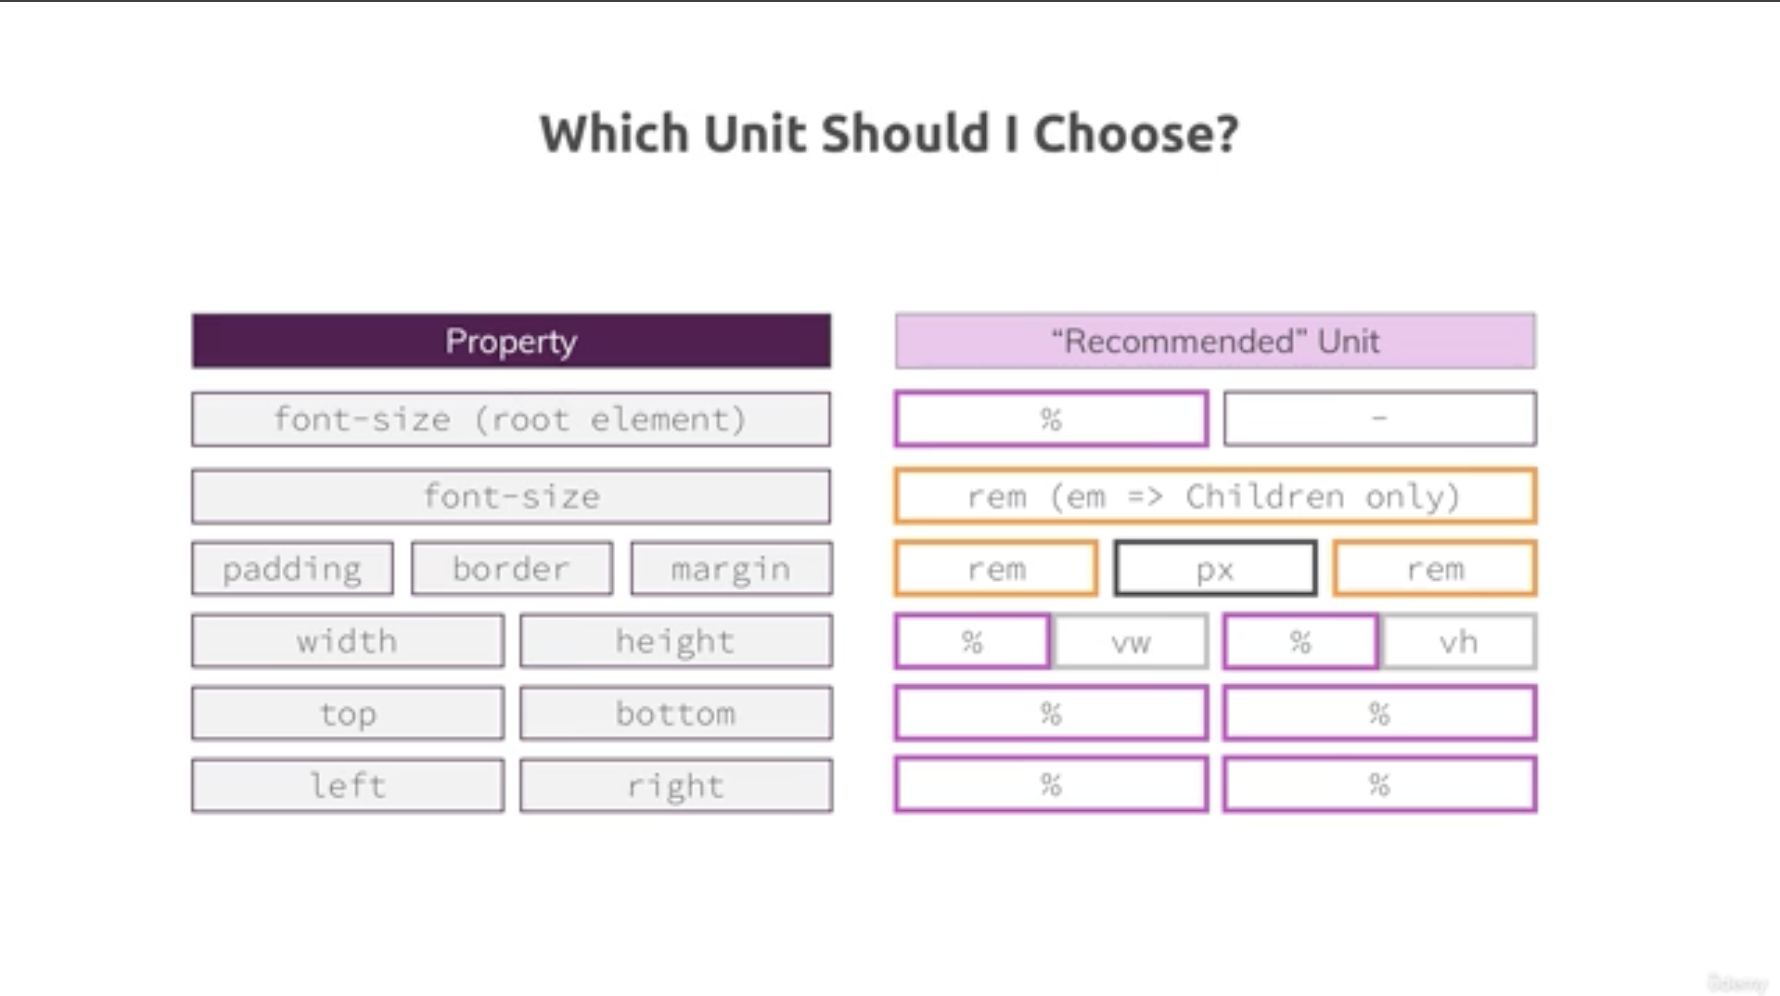 Which Unit Should I Choose?
Property
“Recommended” Unit
font-size (root element)
%
–
font-size
rem (em => Children only)
padding
border
margin
rem
px
rem
width
height
%
vw
%
vh
top
bottom
%
%
left
right
%
%
Udemy